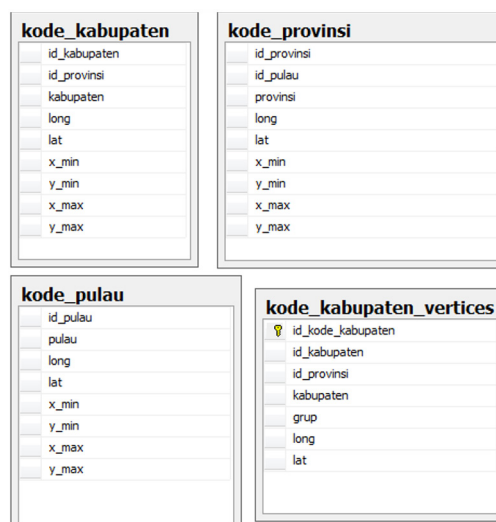 kode_kabupaten
id_kabupaten
id_provinsi
kabupaten
long
lat
x_min
y_min
x_max
y_max
kode_provinsi
id_provinsi
id_pulau
provinsi
long
lat
x_min
y_min
x_max
y_max
kode_pulau
id_pulau
pulau
long
lat
x_min
y_min
x_max
y_max
kode_kabupaten_vertices
id_kode_kabupaten
id_kabupaten
id_provinsi
kabupaten
grup
long
lat